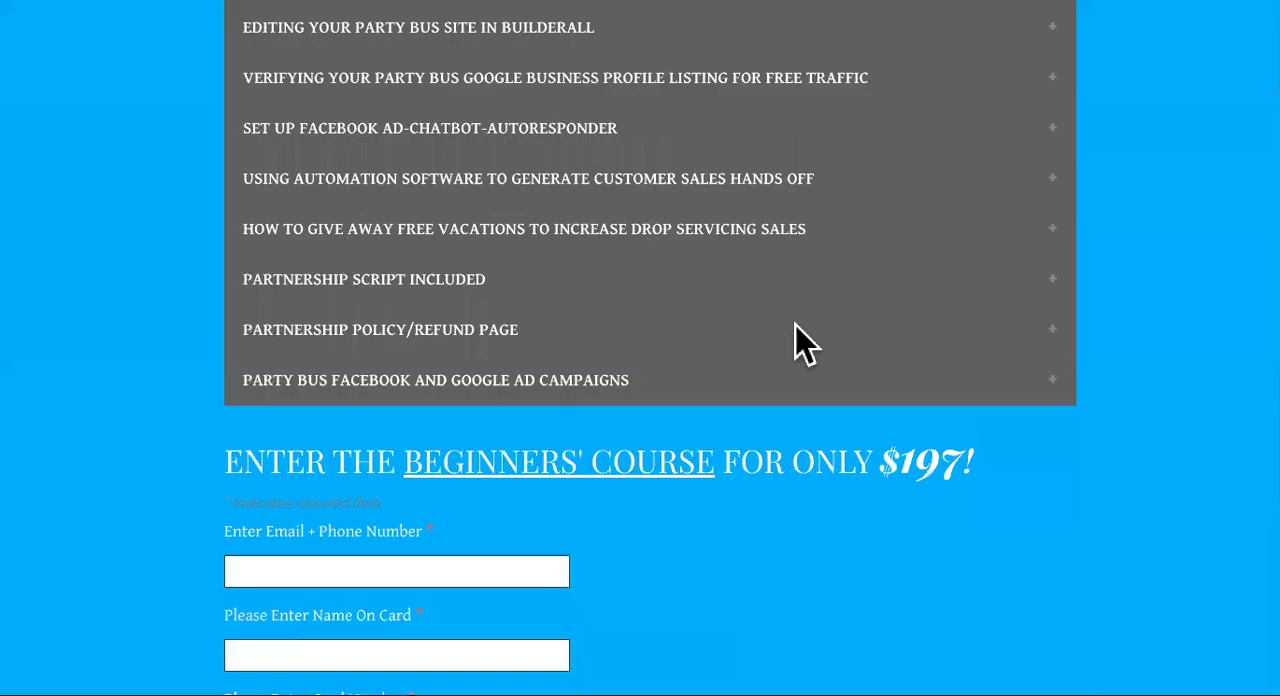 EDITING YOUR PARTY BUS SITE IN BUILDERALL +
VERIFYING YOUR PARTY BUS GOOGLE BUSINESS PROFILE LISTING FOR FREE TRAFFIC +
SET UP FACEBOOK AD-CHATBOT-AUTORESPONDER +
USING AUTOMATION SOFTWARE TO GENERATE CUSTOMER SALES HANDS OFF +
HOW TO GIVE AWAY FREE VACATIONS TO INCREASE DROP SERVICING SALES +
PARTNERSHIP SCRIPT INCLUDED +
PARTNERSHIP POLICY/REFUND PAGE +
PARTY BUS FACEBOOK AND GOOGLE AD CAMPAIGNS +
ENTER THE BEGINNERS' COURSE FOR ONLY $197!
* Indicates required field
Enter Email + Phone Number *
Please Enter Name On Card *